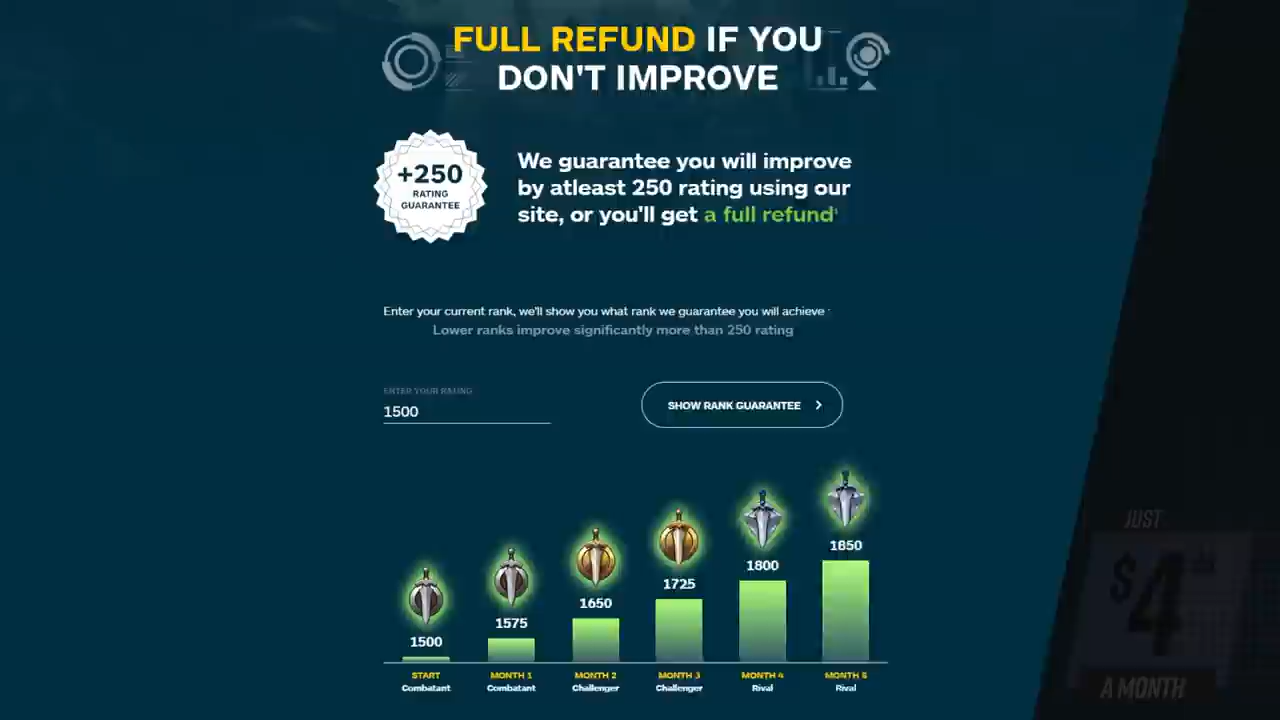 FULL REFUND IF YOU
DON'T IMPROVE
+250
RATING
GUARANTEE
We guarantee you will improve
by atleast 250 rating using our
site, or you'll get a full refund
Enter your current rank, we'll show you what rank we guarantee you will achieve :
Lower ranks improve significantly more than 250 rating
ENTER YOUR RATING
1500
SHOW RANK GUARANTEE
1500
1575
1650
1725
1800
1850
START
MONTH 1
MONTH 2
MONTH 3
MONTH 4
MONTH 5
Combatant
Combatant
Challenger
Challenger
Rival
Rival
JUST
$4
A MONTH